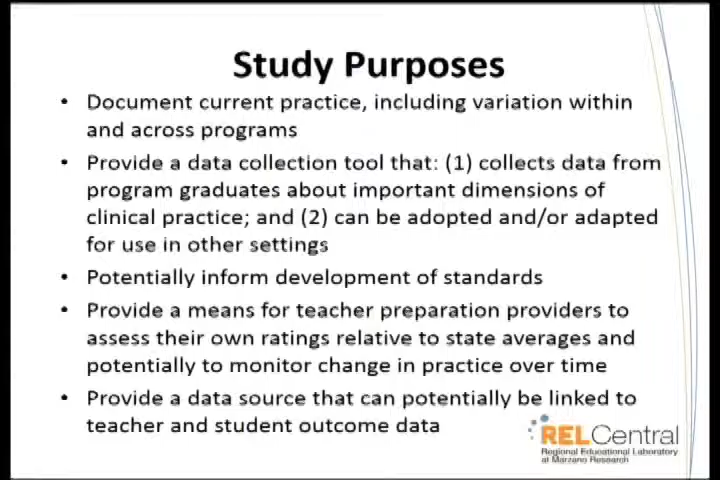 Study Purposes
• Document current practice, including variation within
and across programs
• Provide a data collection tool that: (1) collects data from
program graduates about important dimensions of
clinical practice; and (2) can be adopted and/or adapted
for use in other settings
• Potentially inform development of standards
• Provide a means for teacher preparation providers to
assess their own ratings relative to state averages and
potentially to monitor change in practice over time
• Provide a data source that can potentially be linked to
teacher and student outcome data
RELCentral
Regional Educational Laboratory
at Marzano Research